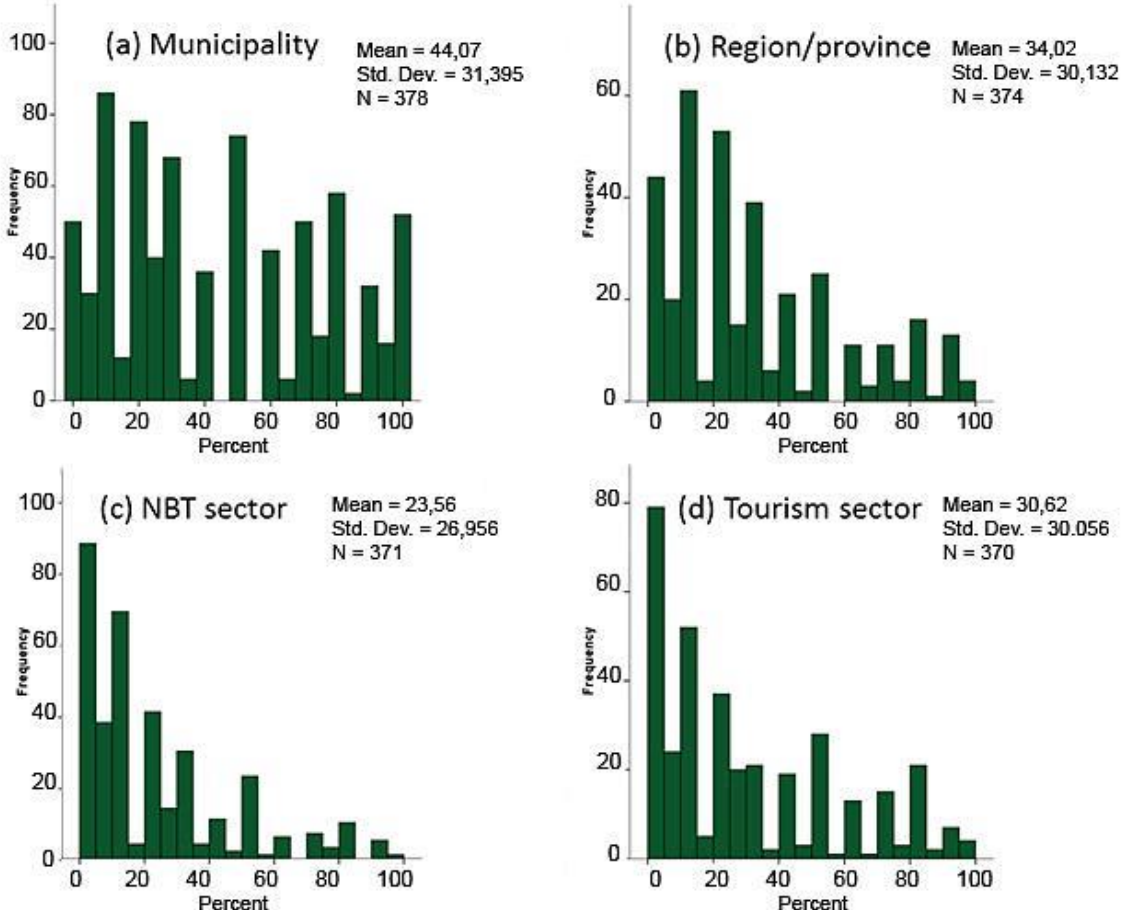 (a) Municipality
Mean = 44,07
Std. Dev. = 31,395
N = 378
Frequency
100
80
60
40
20
0
0 20 40 60 80 100
Percent
(b) Region/province
Mean = 34,02
Std. Dev. = 30,132
N = 374
Frequency
60
40
20
0
0 20 40 60 80 100
Percent
(c) NBT sector
Mean = 23,56
Std. Dev. = 26,956
N = 371
Frequency
100
80
60
40
20
0
0 20 40 60 80 100
Percent
(d) Tourism sector
Mean = 30,62
Std. Dev. = 30.056
N = 370
Frequency
80
60
40
20
0
0 20 40 60 80 100
Percent